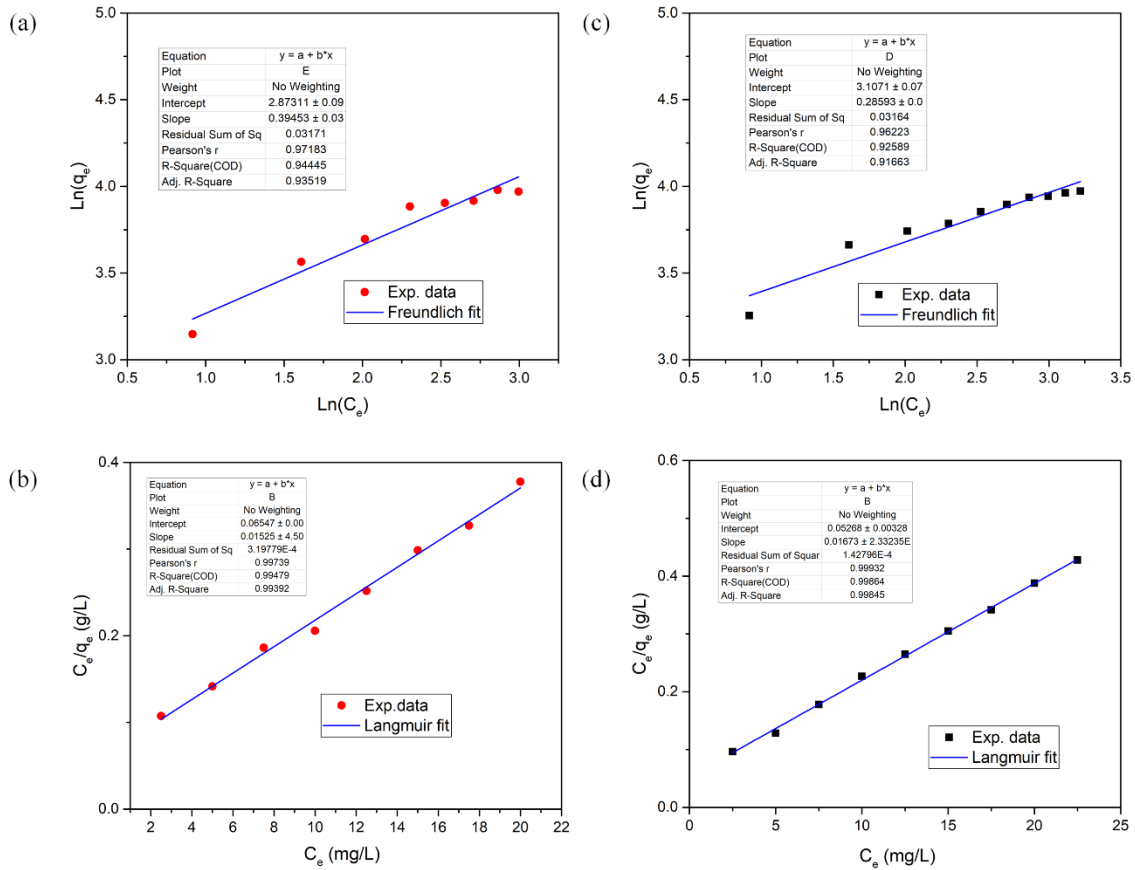 (a)
Ln(qe)
5.0
4.5
4.0
3.5
3.0
Equation y = a + b*x
Plot E
Weight No Weighting
Intercept 2.87311 ± 0.09
Slope 0.39453 ± 0.03
Residual Sum of Sq 0.03171
Pearson's r 0.97183
R-Square(COD) 0.94445
Adj. R-Square 0.93519
Exp. data
Freundlich fit
0.5 1.0 1.5 2.0 2.5 3.0
Ln(Ce)
(c)
Ln(qe)
5.0
4.5
4.0
3.5
3.0
Equation y = a + b*x
Plot D
Weight No Weighting
Intercept 3.1071 ± 0.07
Slope 0.28593 ± 0.0
Residual Sum of Sq 0.03164
Pearson's r 0.96223
R-Square(COD) 0.92589
Adj. R-Square 0.91663
Exp. data
Freundlich fit
0.5 1.0 1.5 2.0 2.5 3.0 3.5
Ln(Ce)
(b)
Ce/qe (g/L)
0.4
0.2
0.0
Equation y = a + b*x
Plot B
Weight No Weighting
Intercept 0.06547 ± 0.00
Slope 0.01525 ± 4.50
Residual Sum of Sq 3.19779E-4
Pearson's r 0.99739
R-Square(COD) 0.99479
Adj. R-Square 0.99392
Exp.data
Langmuir fit
2 4 6 8 10 12 14 16 18 20 22
Ce (mg/L)
(d)
Ce/qe (g/L)
0.6
0.4
0.2
0.0
Equation y = a + b*x
Plot B
Weight No Weighting
Intercept 0.05268 ± 0.00328
Slope 0.01673 ± 2.33235E
Residual Sum of Squar 1.42796E-4
Pearson's r 0.99932
R-Square(COD) 0.99864
Adj. R-Square 0.99845
Exp. data
Langmuir fit
0 5 10 15 20 25
Ce (mg/L)